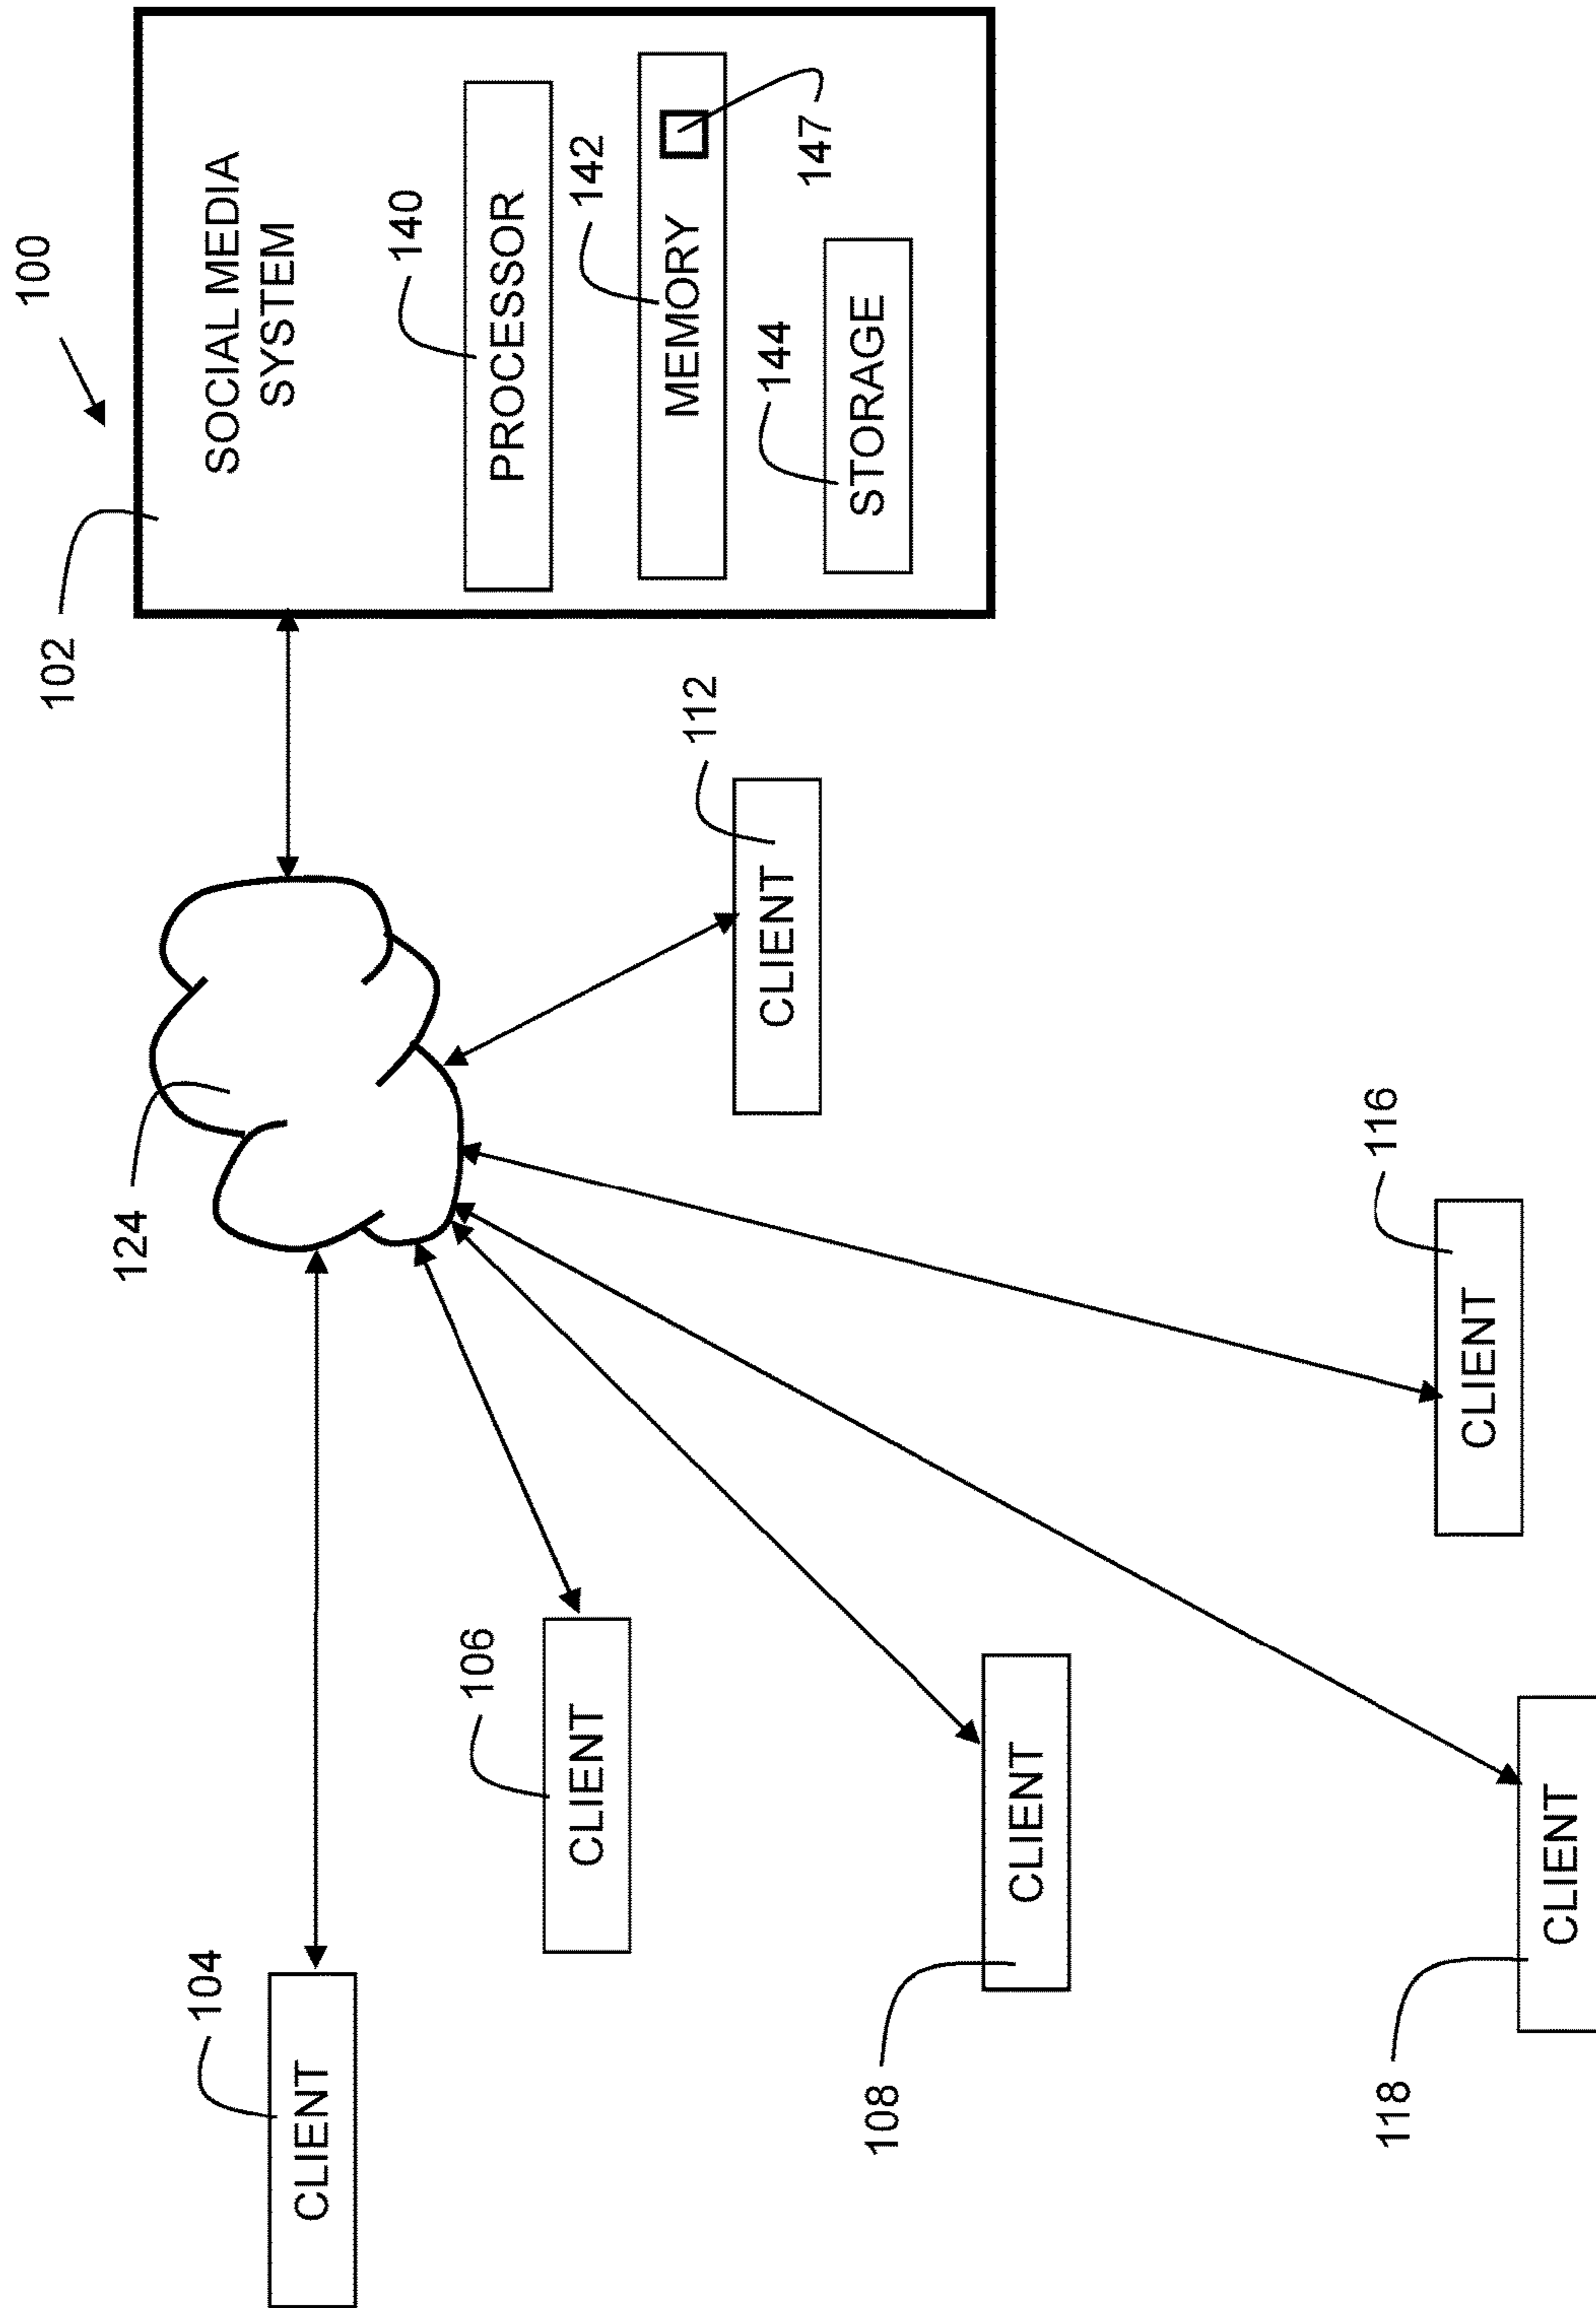 100
102
SOCIAL MEDIA
SYSTEM
140
PROCESSOR
142
MEMORY
147
144
STORAGE
124
112
CLIENT
104
CLIENT
106
CLIENT
108
CLIENT
116
CLIENT
118
CLIENT